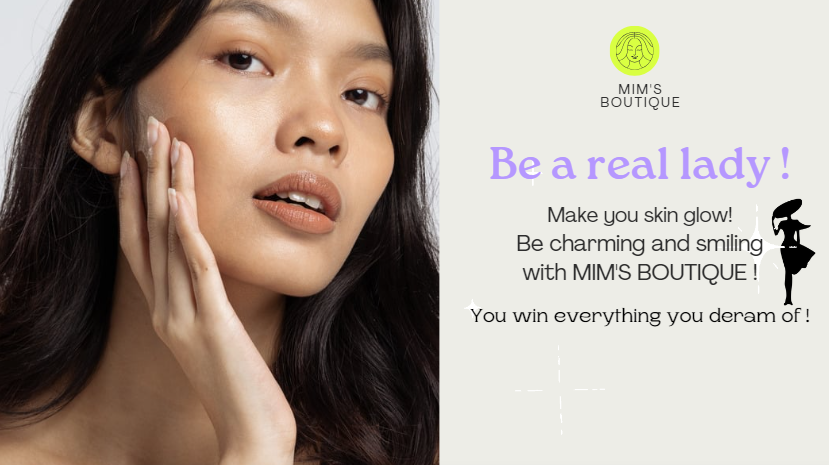 MIM'S
BOUTIQUE
Be a real lady !
Make you skin glow!
Be charming and smiling
with MIM'S BOUTIQUE !
You win everything you deram of !